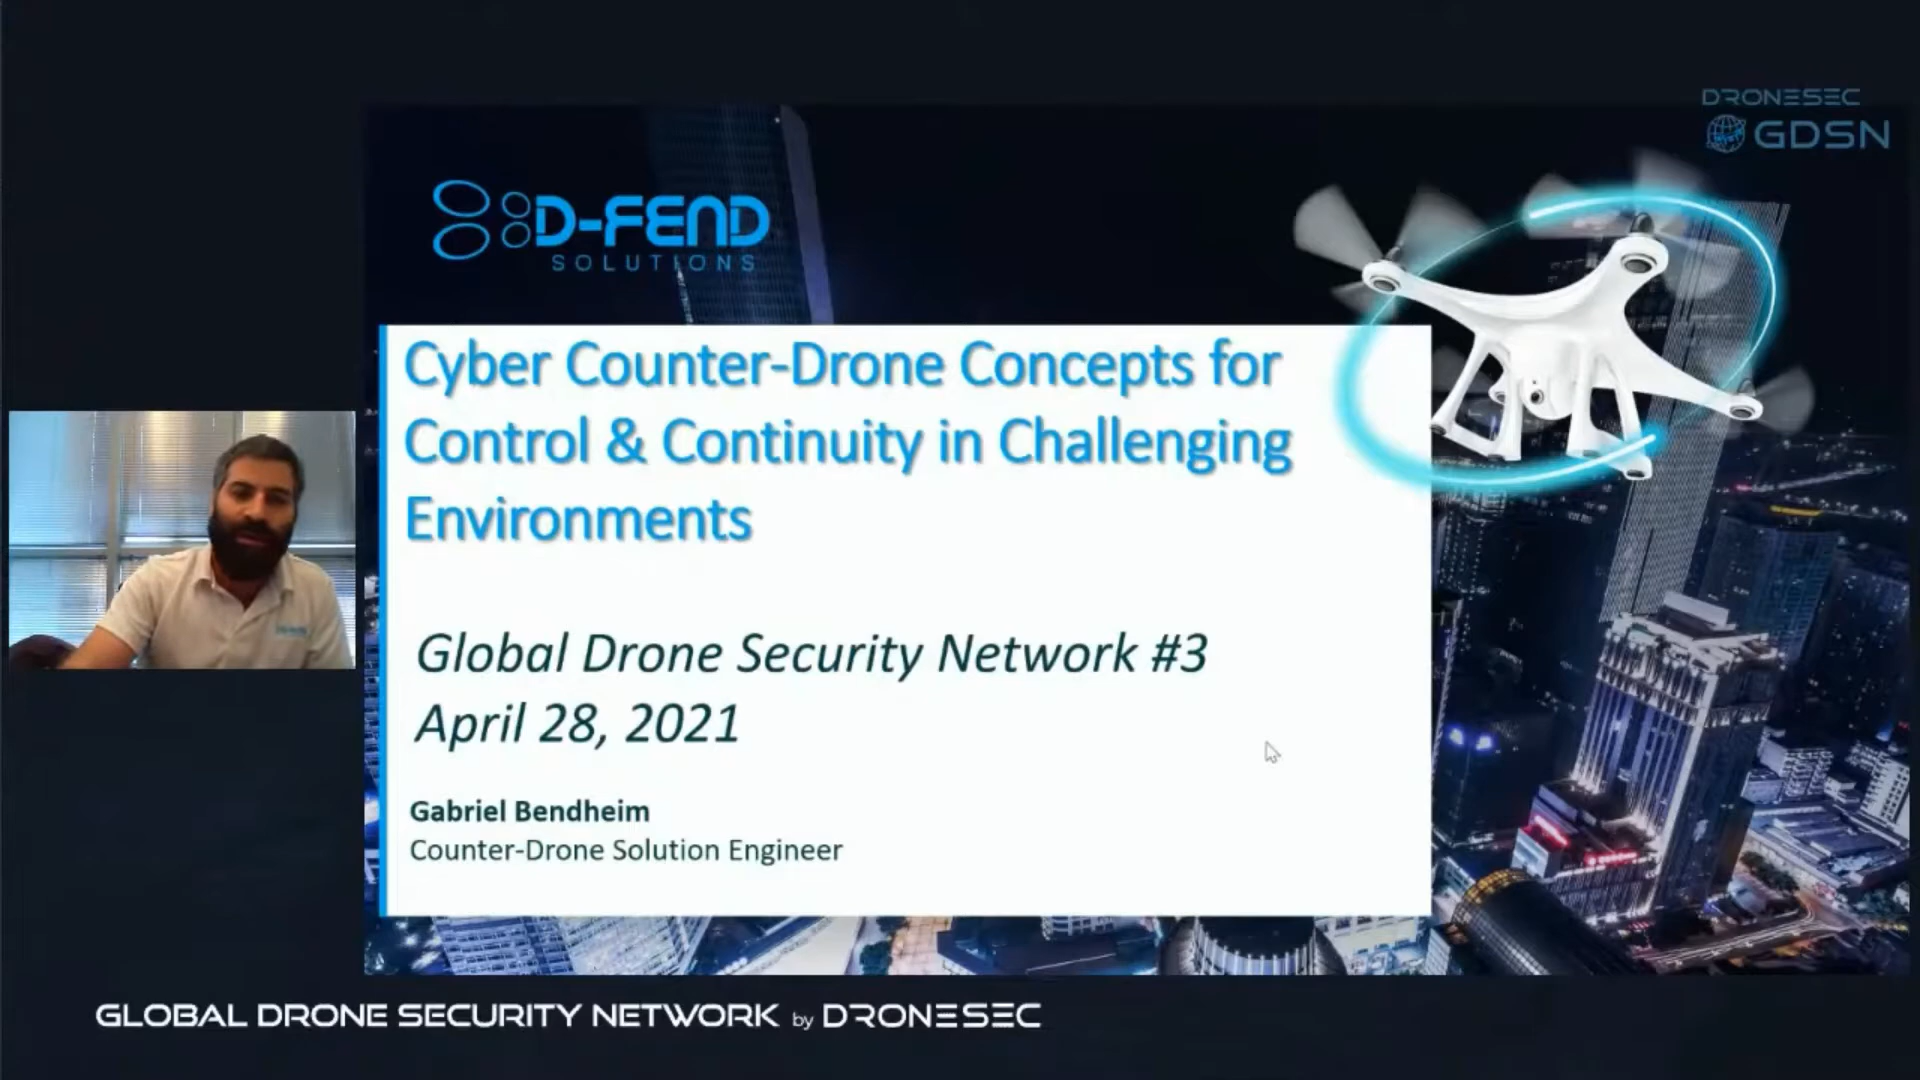 DRONESEC
GDSN
D-FEND
SOLUTIONS
Cyber Counter-Drone Concepts for
Control & Continuity in Challenging
Environments
Global Drone Security Network #3
April 28, 2021
Gabriel Bendheim
Counter-Drone Solution Engineer
GLOBAL DRONE SECURITY NETWORK by DRONESEC